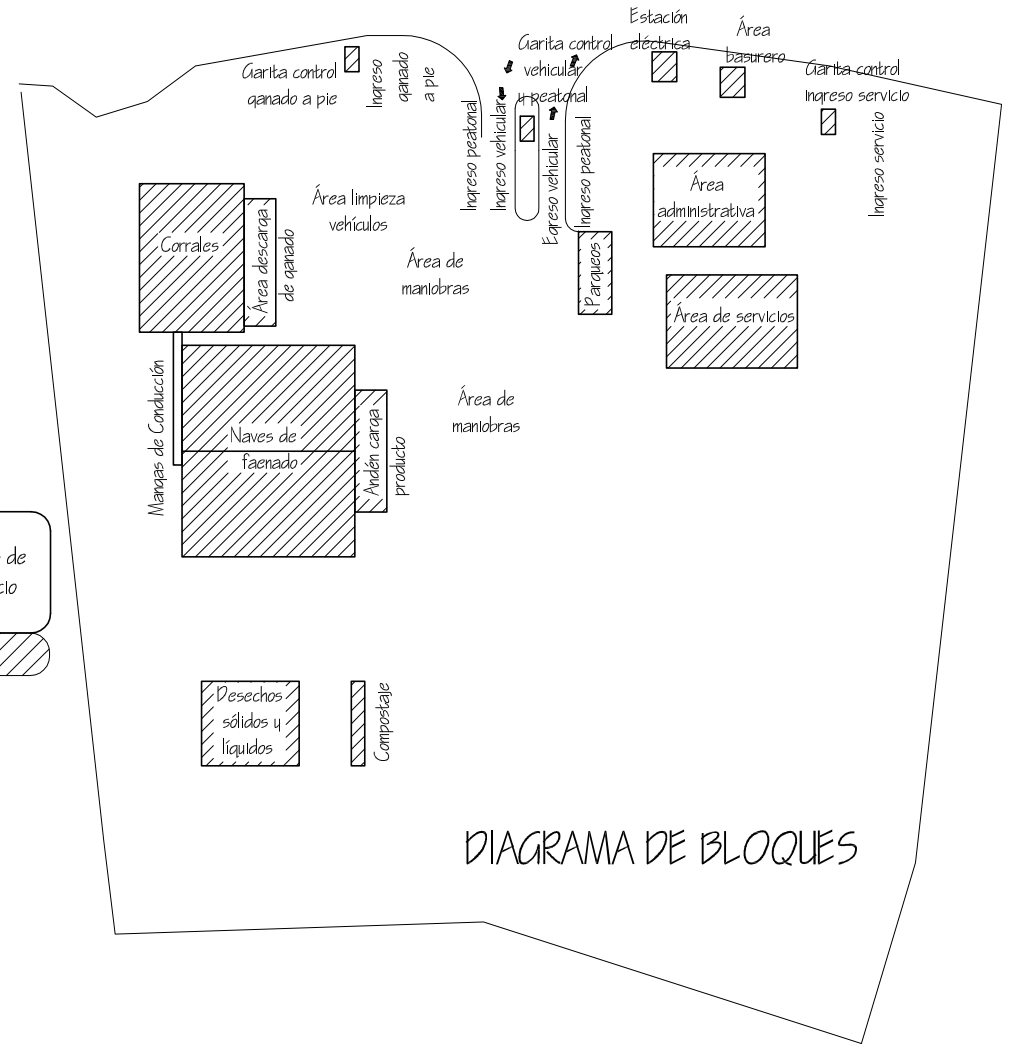 Estación
eléctrica
Área
basurero
Garita control
vehicular
y peatonal
Garita control
ganado a pie
Ingreso
ganado
a pie
Garita control
Ingreso servicio
Ingreso servicio
Ingreso peatonal
Ingreso vehicular
Egreso vehicular
Ingreso peatonal
Área
administrativa
Área limpieza
vehículos
Corrales
Área descarga
de ganado
Área de
maniobras
Parqueos
Área de servicios
Mangas de Conducción
Naves de
faenado
Andén carga
producto
Área de
maniobras
de
cio
Desechos
sólidos y
líquidos
Compostaje
DIAGRAMA DE BLOQUES